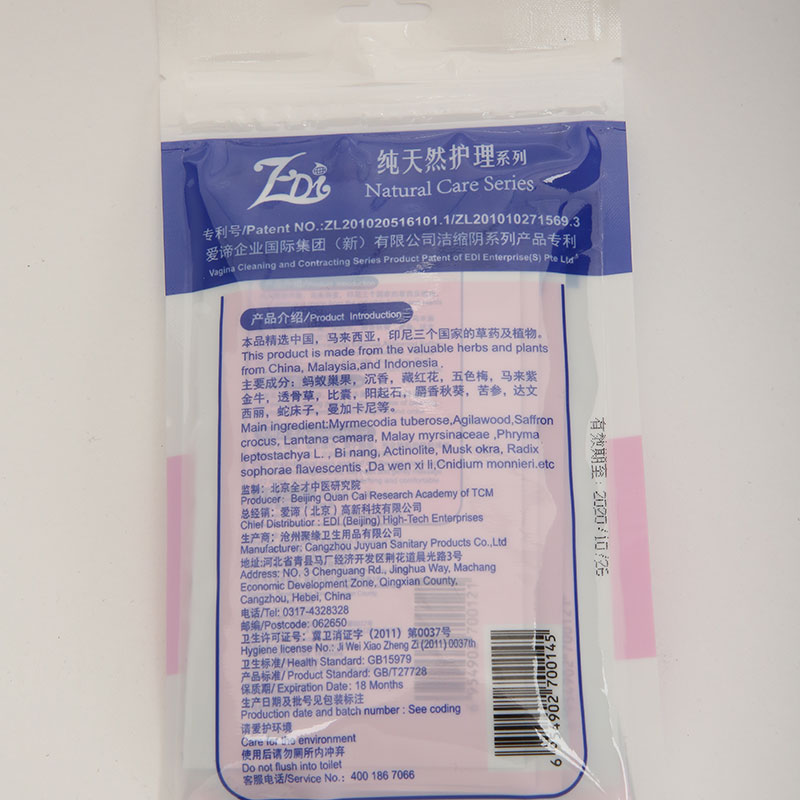 ZEDi
纯天然护理系列
Natural Care Series
专利号/Patent NO.:ZL201020516101.1/ZL201010271569.3
爱谛企业国际集团（新）有限公司洁缩阴系列产品专利
Vagina Cleaning and Contracting Series Product Patent of EDI Enterprise(S) Pte Ltd
产品介绍/Product Introduction
本品精选中国，马来西亚，印尼三个国家的草药及植物。
This product is made from the valuable herbs and plants
from China, Malaysia,and Indonesia .
主要成分：蚂蚁巢果，沉香，藏红花，五色梅，马来紫
金牛，透骨草，比囊，阳起石，麝香秋葵，苦参，达文
西丽，蛇床子，曼加卡尼等。
Main ingredient:Myrmecodia tuberose,Agilawood,Saffron
crocus, Lantana camara, Malay myrsinaceae ,Phryma
leptostachya L. , Bi nang, Actinolite, Musk okra, Radix
sophorae flavescentis ,Da wen xi li,Cnidium monnieri.etc
监制：北京全才中医研究院
Producer：Beijing Quan Cai Research Academy of TCM
总经销：爱谛（北京）高新科技有限公司
Chief Distributior : EDI (Beijing) High-Tech Enterprises
生产商：沧州聚缘卫生用品有限公司
Manufacturer: Cangzhou Juyuan Sanitary Products Co.,Ltd
地址:河北省青县马厂经济开发区荆花道晨光路3号
Address: NO. 3 Chenguang Rd., Jinghua Way, Machang
Economic Development Zone, Qingxian County,
Cangzhou, Hebei, China
电话/Tel: 0317-4328328
邮编/Postcode: 062650
卫生许可证号：冀卫消证字（2011）第0037号
Hygiene license No.: Ji Wei Xiao Zheng Zi (2011) 0037th
卫生标准/ Health Standard: GB15979
产品标准/ Product Standard: GB/T27728
保质期/ Expiration Date: 18 Months
生产日期及批号见包装标注
Production date and batch number : See coding
请爱护环境
Care for the environment
使用后请勿厕所内冲弃
Do not flush into toilet
客服电话/Service No.: 400 186 7066
有效期至: 2020/10/26
6 934902 700145